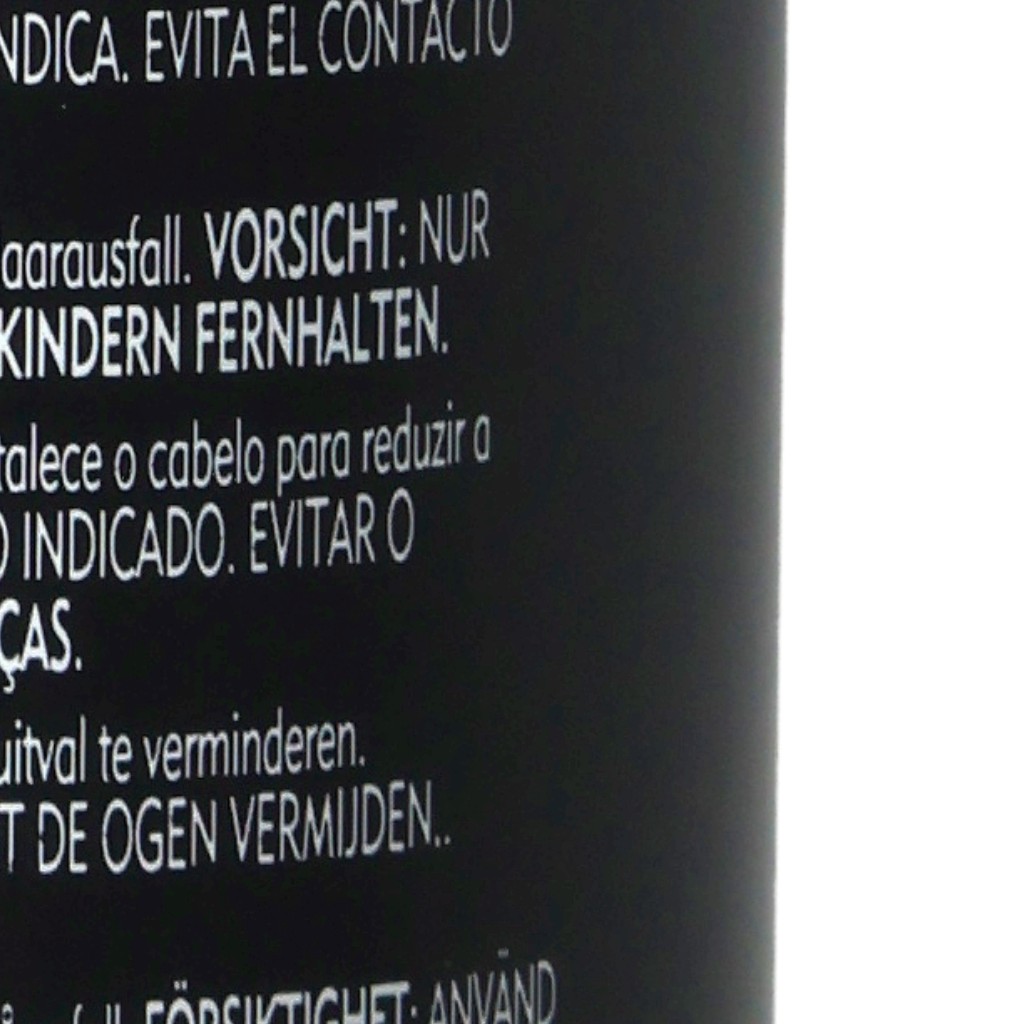 NDICA. EVITA EL CONTACTO
aarausfall. VORSICHT: NUR
KINDERN FERNHALTEN.
talece o cabelo para reduzir a
O INDICADO. EVITAR O
ÇAS.
uitval te verminderen.
T DE OGEN VERMIJDEN..
FÖRSIKTIGHET: ANVÄND